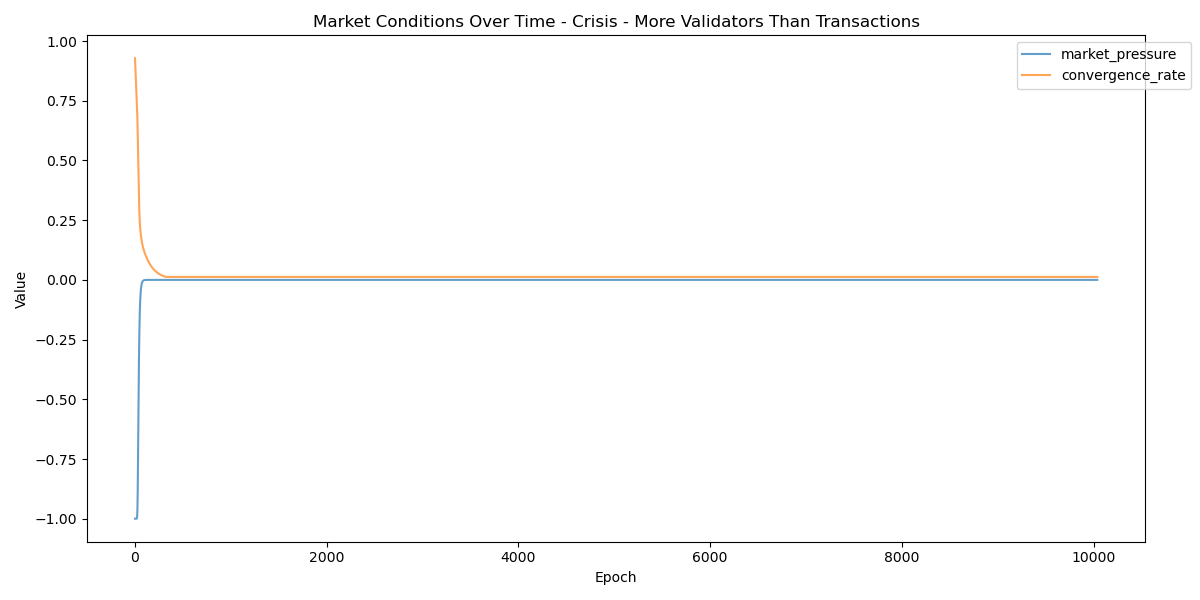 Market Conditions Over Time - Crisis - More Validators Than Transactions
market_pressure
convergence_rate
1.00
0.75
0.50
0.25
0.00
−0.25
−0.50
−0.75
−1.00
Value
0 2000 4000 6000 8000 10000
Epoch